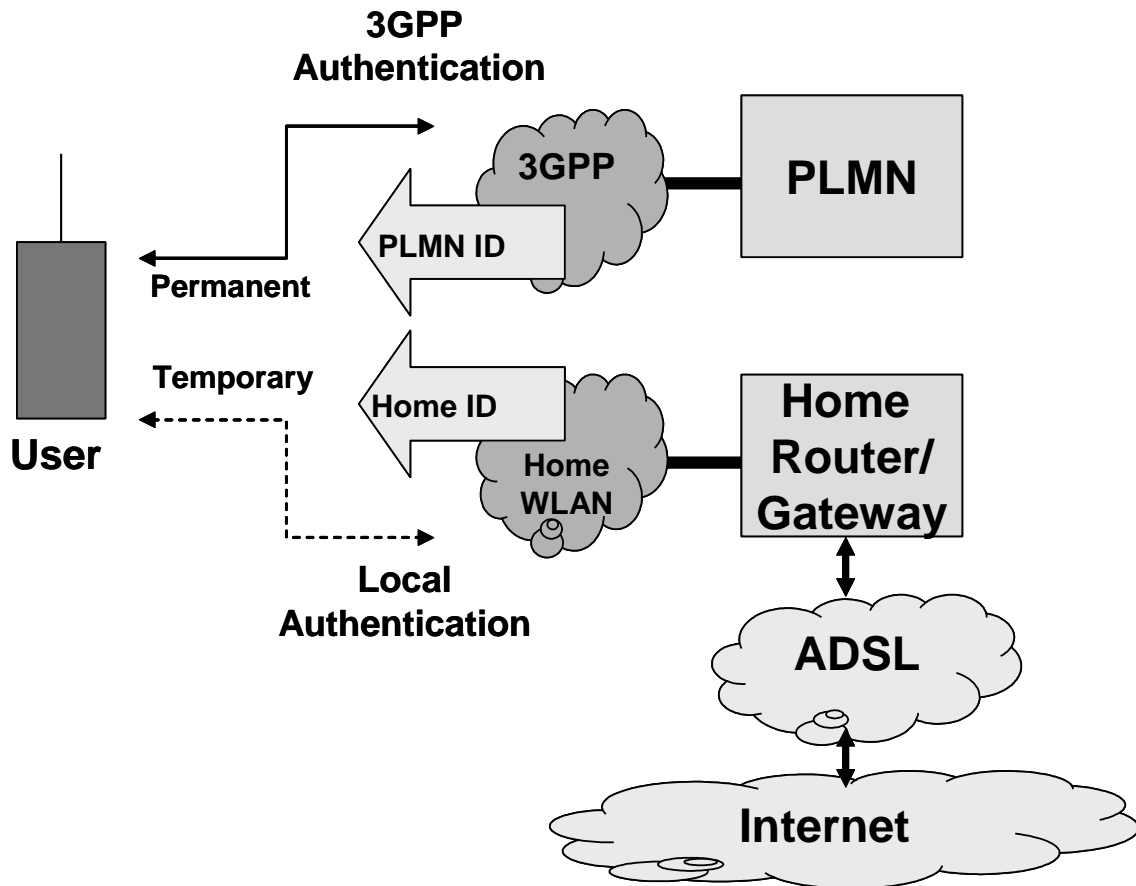 3GPP
Authentication
3GPP
PLMN
PLMN ID
Permanent
Temporary
Home ID
User
Home
WLAN
Home
Router/
Gateway
Local
Authentication
ADSL
Internet